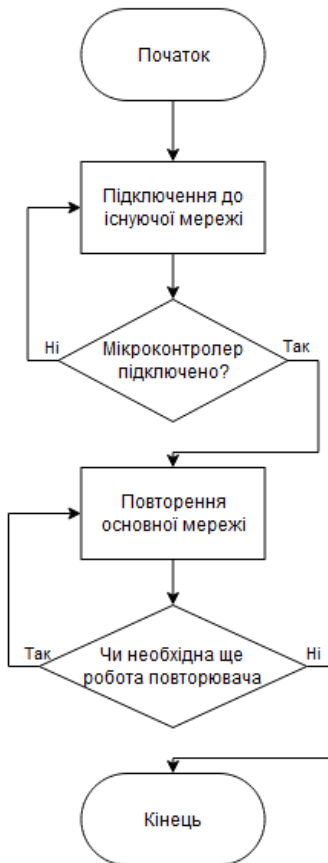 Початок
Підключення до
існуючої мережі
Ні
Мікроконтролер
підключено?
Так
Повторення
основної мережі
Так
Чи необхідна ще
робота повторювача
Ні
Кінець